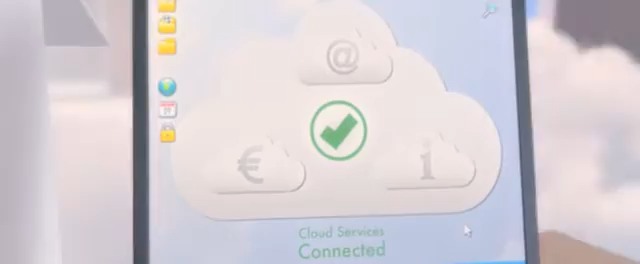 @
€ i
Cloud Services
Connected